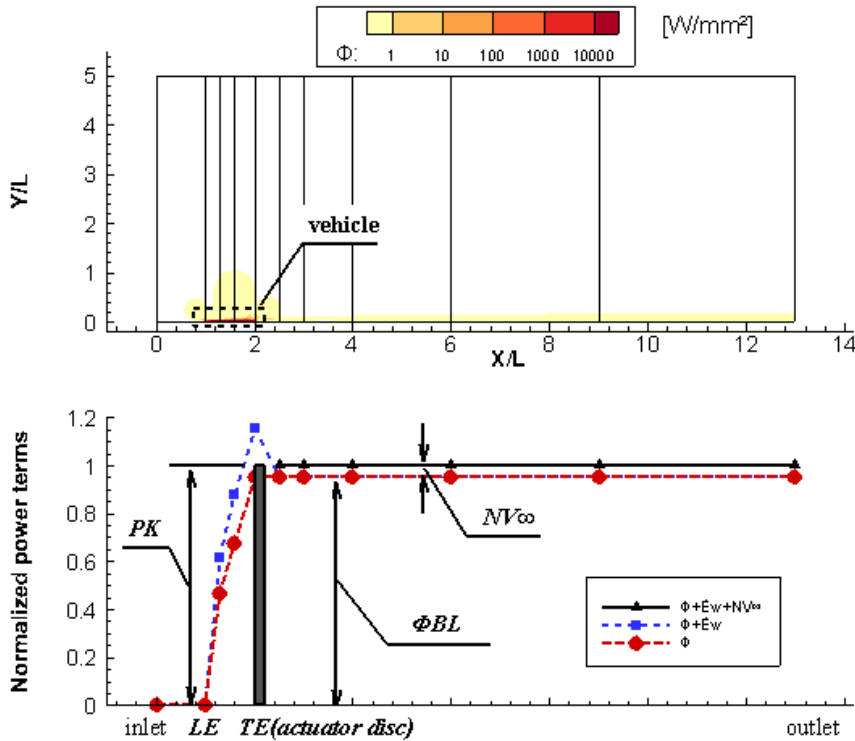 [W/mm²]
Φ: 1 10 100 1000 10000
Y/L
5
4
3
2
1
0
vehicle
0 2 4 6 8 10 12 14
X/L
Normalized power terms
1.2
1
0.8
0.6
0.4
0.2
0
PK
NV∞
ΦBL
Φ+Ėw+NV∞
Φ+Ėw
Φ
inlet LE TE(actuator disc) outlet